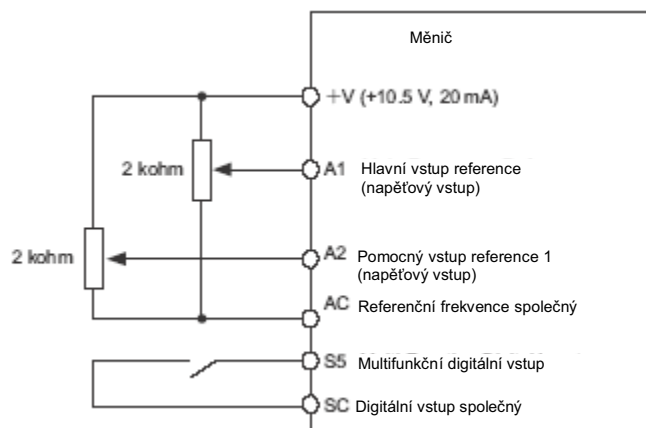 Měnič
+V (+10.5 V, 20 mA)
2 kohm
A1 Hlavní vstup reference
(napěťový vstup)
2 kohm
A2 Pomocný vstup reference 1
(napěťový vstup)
AC Referenční frekvence společný
S5 Multifunkční digitální vstup
SC Digitální vstup společný